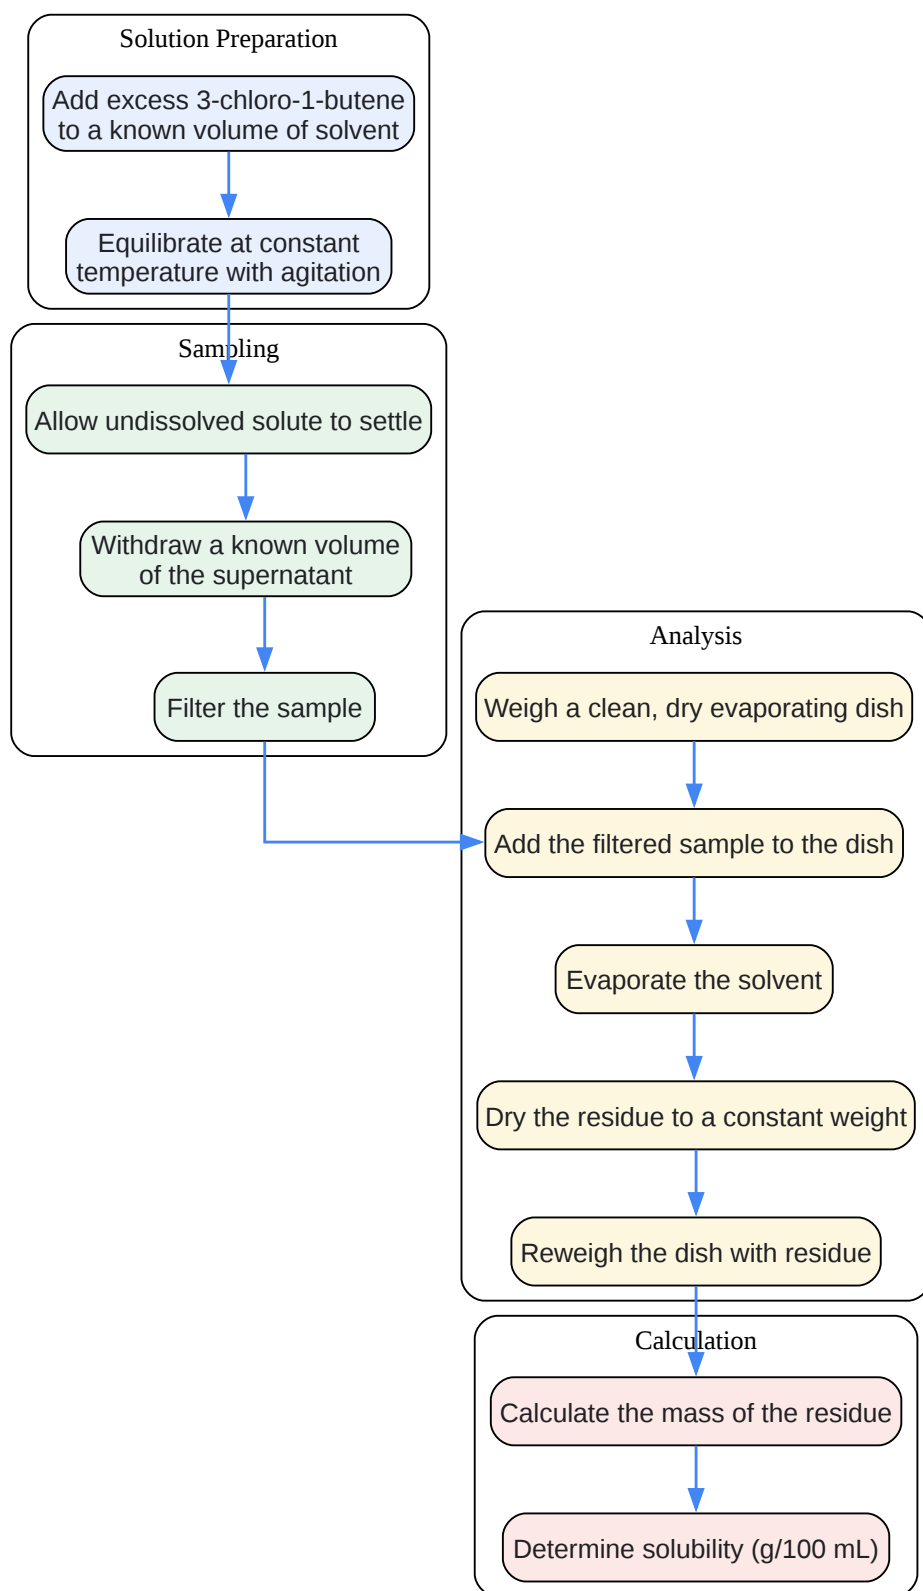 Solution Preparation
Add excess 3-chloro-1-butene
to a known volume of solvent
Equilibrate at constant
temperature with agitation
Sampling
Allow undissolved solute to settle
Withdraw a known volume
of the supernatant
Filter the sample
Analysis
Weigh a clean, dry evaporating dish
Add the filtered sample to the dish
Evaporate the solvent
Dry the residue to a constant weight
Reweigh the dish with residue
Calculation
Calculate the mass of the residue
Determine solubility (g/100 mL)